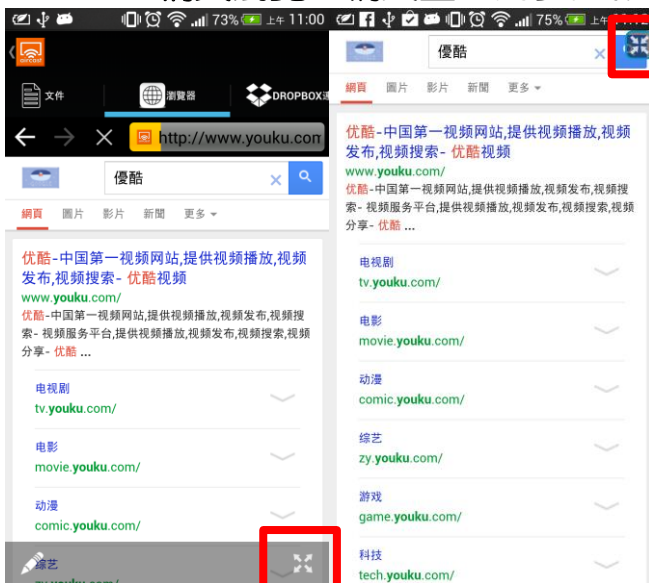 73%
上午 11:00
aircast
文件
瀏覽器
DROPBOX
http://www.youku.com
優酷
網頁 圖片 影片 新聞 更多
优酷-中国第一视频网站,提供视频播放,视频
发布,视频搜索- 优酷视频
www.youku.com/
优酷-中国第一视频网站,提供视频播放,视频发布,视频搜
索- 视频服务平台,提供视频播放,视频发布,视频搜索,视频
分享- 优酷 ...
电视剧
tv.youku.com/
电影
movie.youku.com/
动漫
comic.youku.com/
综艺
75%
上午 11:12
優酷
網頁 圖片 影片 新聞 更多
优酷-中国第一视频网站,提供视频播放,视频
发布,视频搜索- 优酷视频
www.youku.com/
优酷-中国第一视频网站,提供视频播放,视频发布,视频搜
索- 视频服务平台,提供视频播放,视频发布,视频搜索,视频
分享- 优酷 ...
电视剧
tv.youku.com/
电影
movie.youku.com/
动漫
comic.youku.com/
综艺
zy.youku.com/
游戏
game.youku.com/
科技
tech.youku.com/